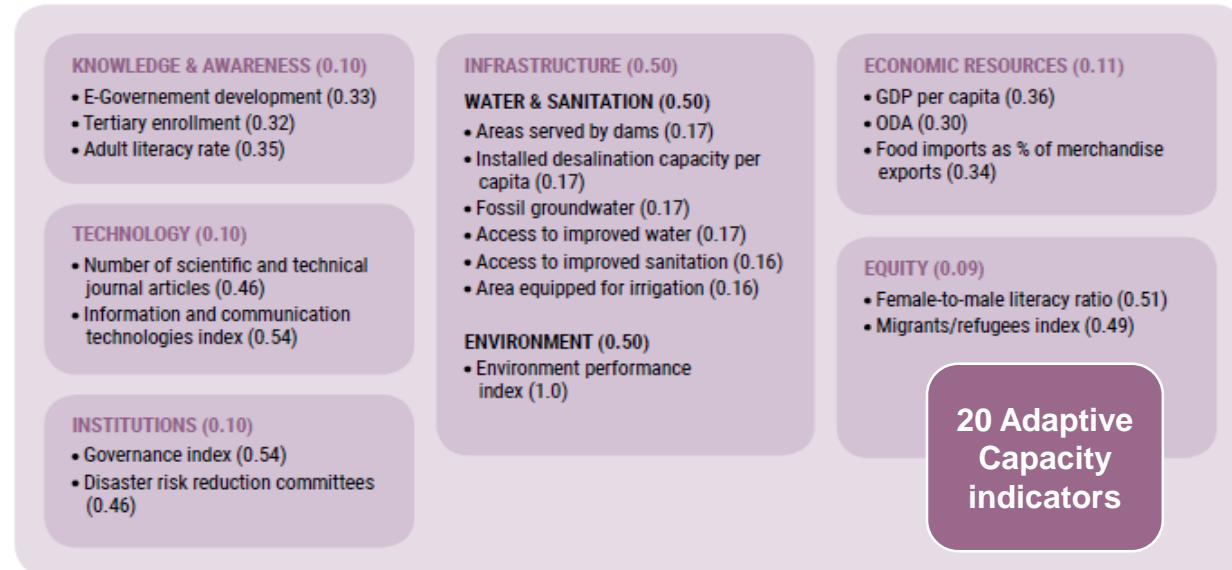 KNOWLEDGE & AWARENESS (0.10)
• E-Governement development (0.33)
• Tertiary enrollment (0.32)
• Adult literacy rate (0.35)
TECHNOLOGY (0.10)
• Number of scientific and technical
journal articles (0.46)
• Information and communication
technologies index (0.54)
INSTITUTIONS (0.10)
• Governance index (0.54)
• Disaster risk reduction committees
(0.46)
INFRASTRUCTURE (0.50)
WATER & SANITATION (0.50)
• Areas served by dams (0.17)
• Installed desalination capacity per
capita (0.17)
• Fossil groundwater (0.17)
• Access to improved water (0.17)
• Access to improved sanitation (0.16)
• Area equipped for irrigation (0.16)
ENVIRONMENT (0.50)
• Environment performance
index (1.0)
ECONOMIC RESOURCES (0.11)
• GDP per capita (0.36)
• ODA (0.30)
• Food imports as % of merchandise
exports (0.34)
EQUITY (0.09)
• Female-to-male literacy ratio (0.51)
• Migrants/refugees index (0.49)
20 Adaptive
Capacity
indicators